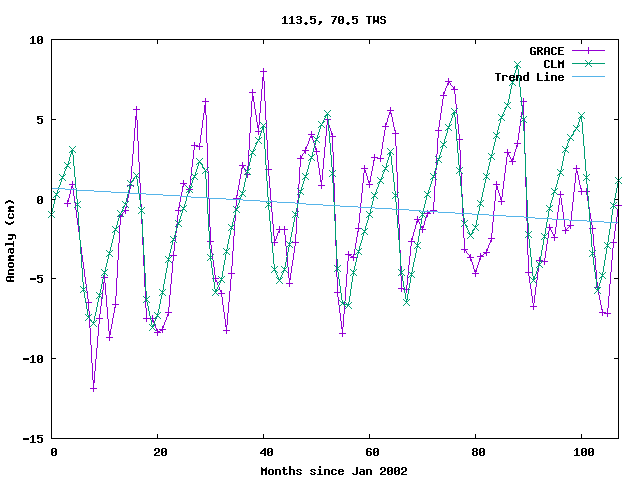 113.5, 70.5 TWS
GRACE
CLM
Trend Line
10
5
0
-5
-10
-15
Anomaly (cm)
0 20 40 60 80 100
Months since Jan 2002